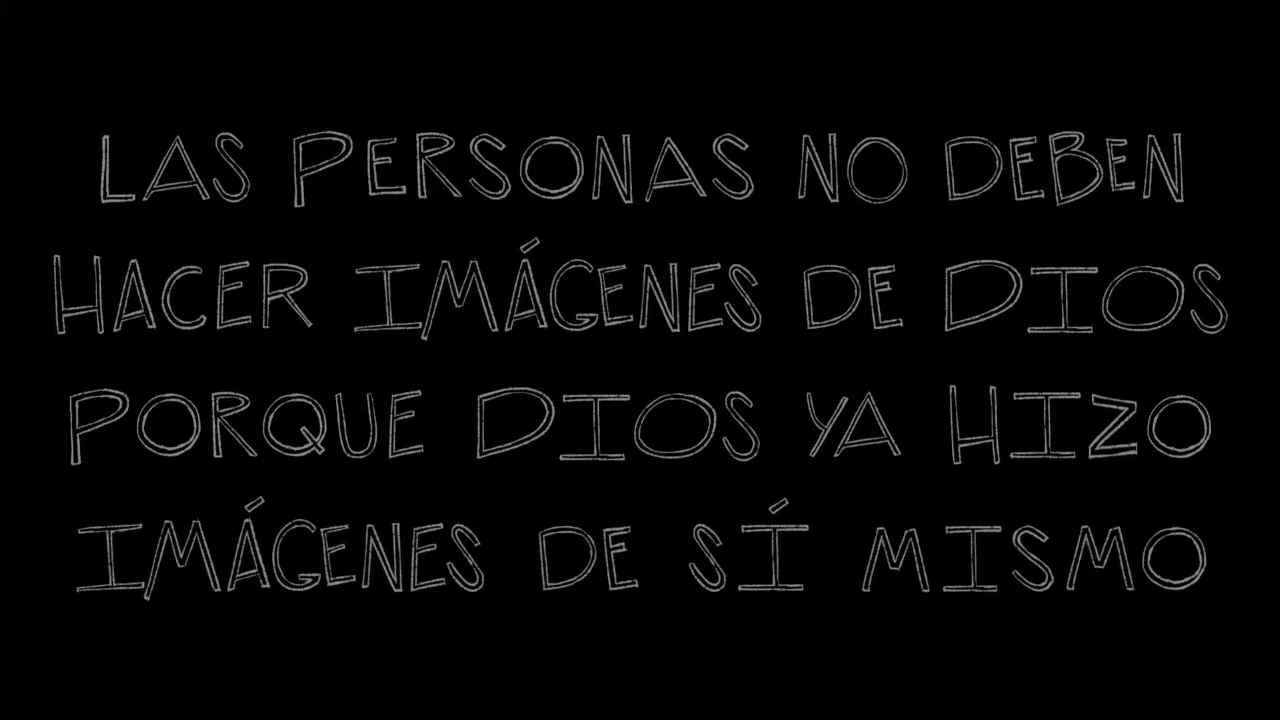 LAS PERSONAS NO DEBEN
HACER IMÁGENES DE DIOS
PORQUE DIOS YA HIZO
IMÁGENES DE SÍ MISMO